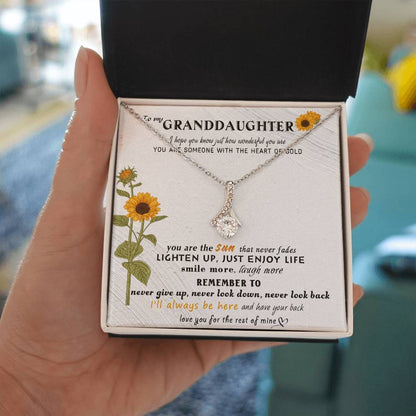 To my
GRANDDAUGHTER
I hope you know just how wonderful you are
YOU ARE SOMEONE WITH THE HEART OF GOLD
you are the sun that never fades
LIGHTEN UP, JUST ENJOY LIFE
smile more, laugh more
REMEMBER TO
never give up, never look down, never look back
I'll always be here and have your back
love you for the rest of mine